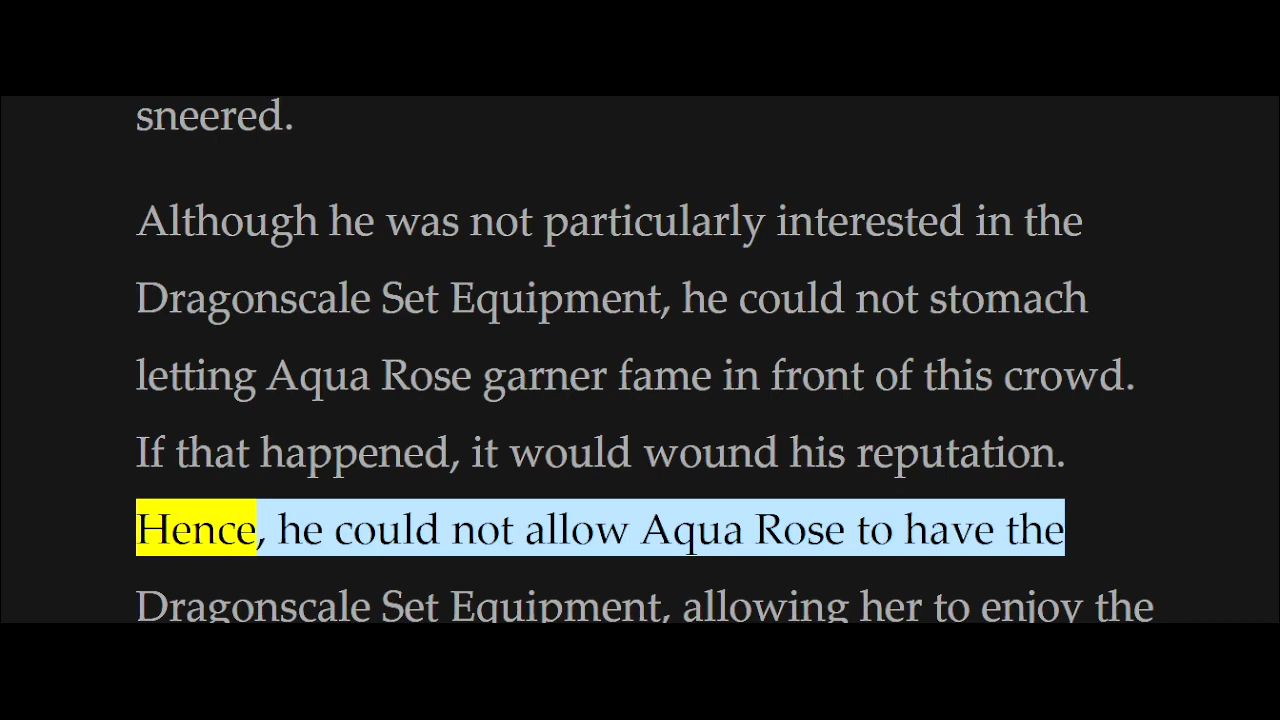 sneered.
Although he was not particularly interested in the
Dragonscale Set Equipment, he could not stomach
letting Aqua Rose garner fame in front of this crowd.
If that happened, it would wound his reputation.
Hence, he could not allow Aqua Rose to have the
Dragonscale Set Equipment, allowing her to enjoy the